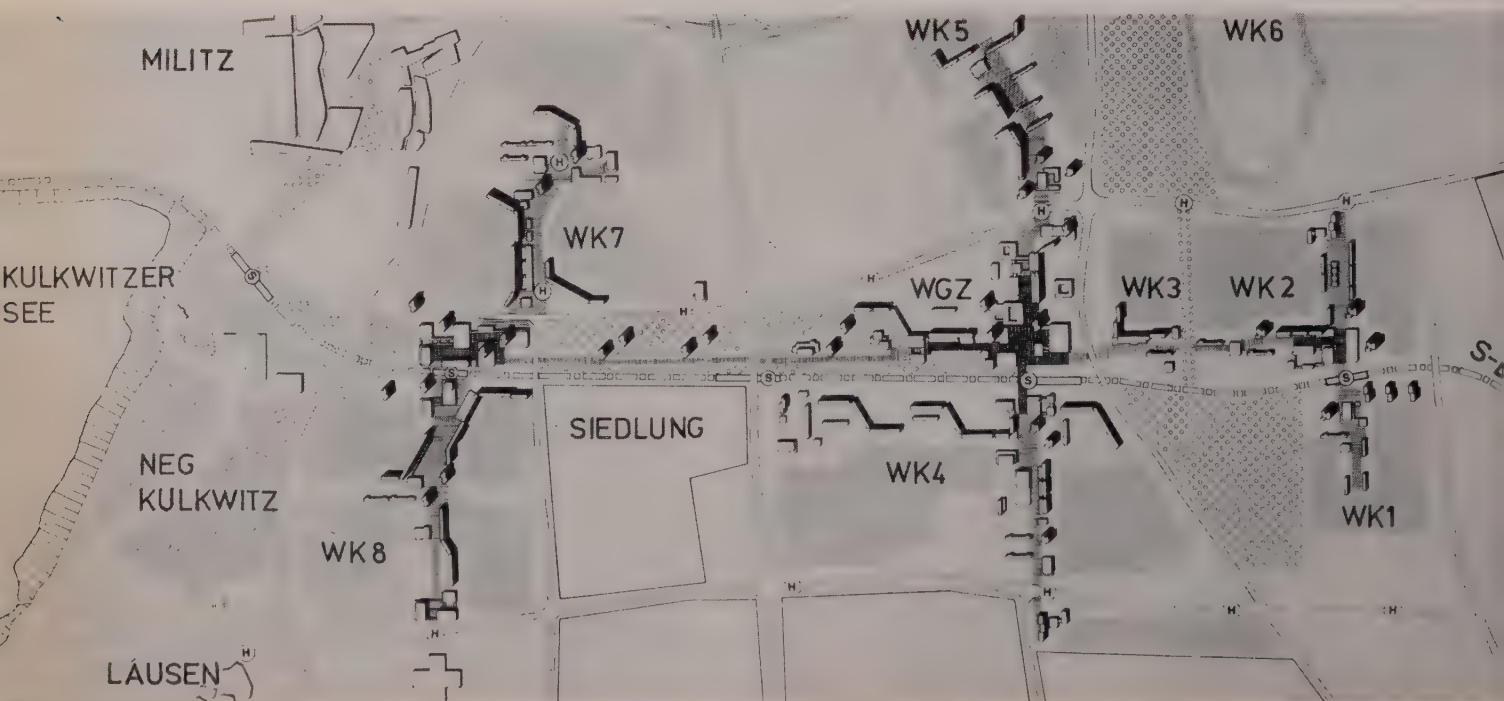 MILITZ
WK5
WK6
H
WK7
H
H
H
S
KULKWITZER
SEE
H
H
WGZ
WK3
WK2
H
S
S
S
S
S-
SIEDLUNG
NEG
KULKWITZ
WK4
WK1
WK8
H
H
H
H
H
H
LAUSEN